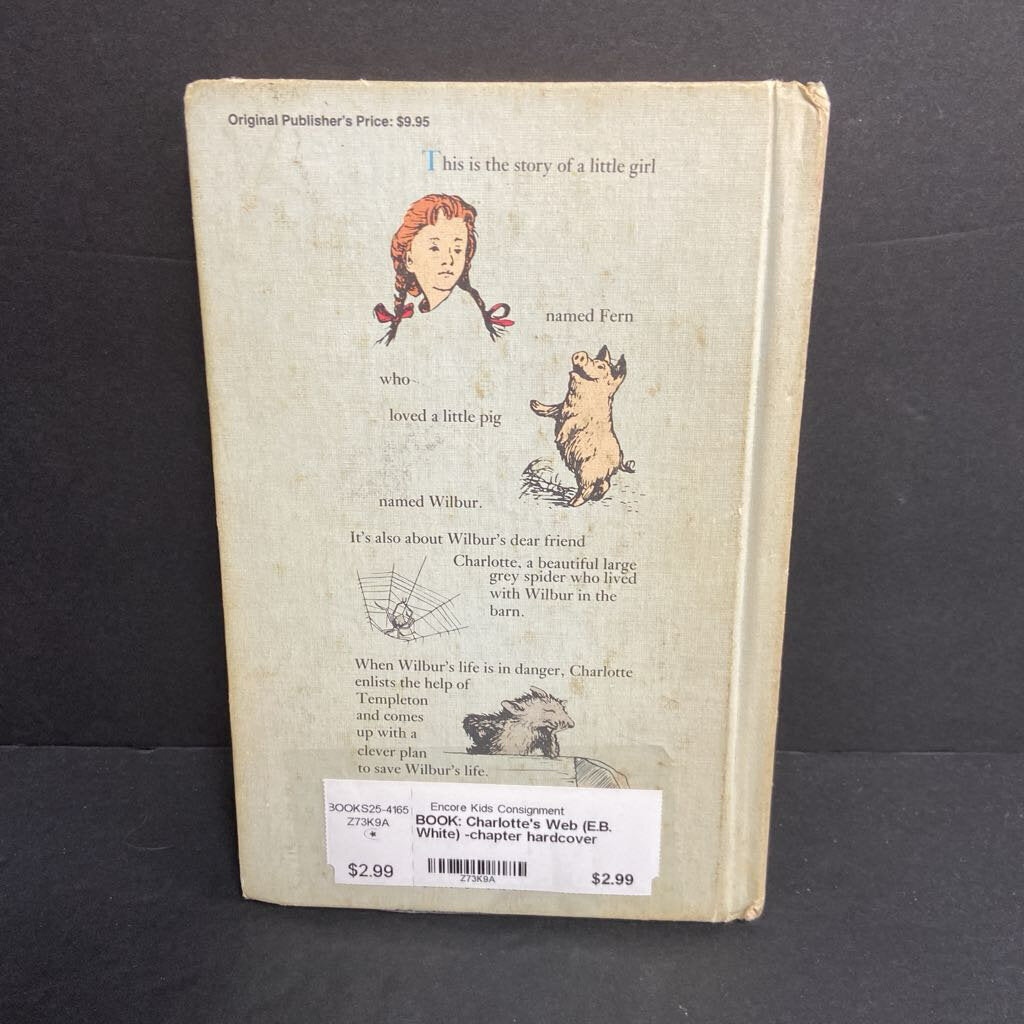 Original Publisher's Price: $9.95
This is the story of a little girl
named Fern
who
loved a little pig
named Wilbur.
It's also about Wilbur's dear friend
Charlotte, a beautiful large
grey spider who lived
with Wilbur in the
barn.
When Wilbur's life is in danger, Charlotte
enlists the help of
Templeton
and comes
up with a
clever plan
to save Wilbur's life.
BOOKS25-4165
Z73K9A
$2.99
Encore Kids Consignment
BOOK: Charlotte's Web (E.B.
White) -chapter hardcover
Z73K9A
$2.99